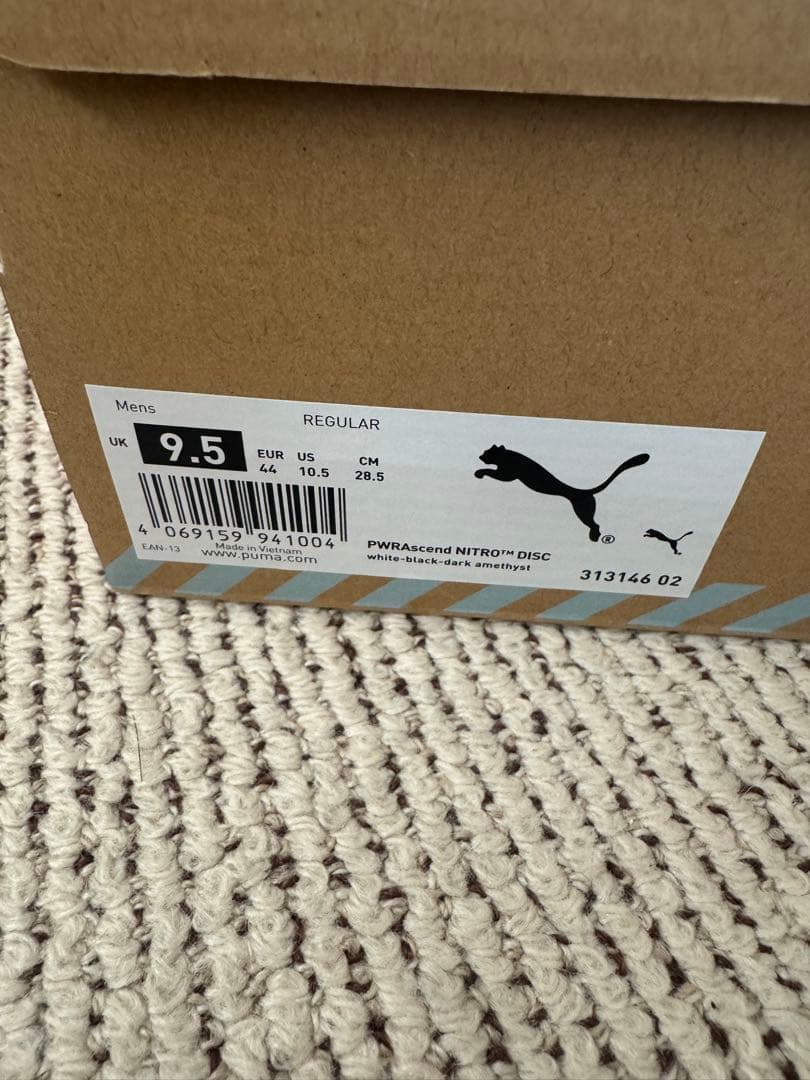 Mens
REGULAR
UK 9.5 EUR 44 US 10.5 CM 28.5
4 069159 941004
EAN-13 Made in Vietnam
www.puma.com
PWRAscend NITRO™ DISC
white-black-dark amethyst
®
313146 02